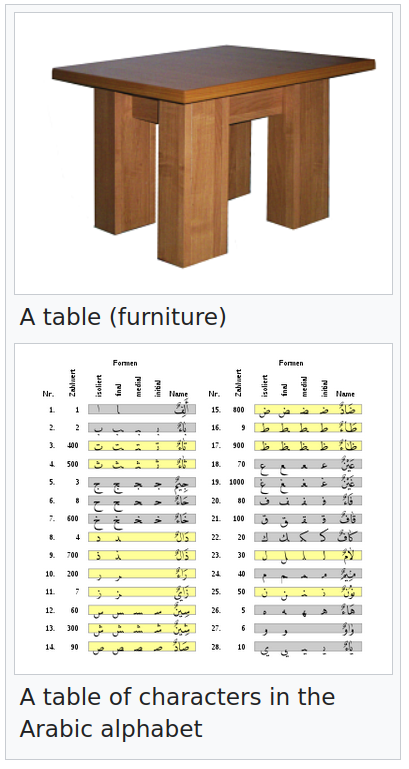 A table (furniture)
Formen
Nr. Zahlwert isoliert final medial initial Name
1. 1 ا ـا أَلِفٌ
2. 2 ب ـب ـبـ بـ بَاءٌ
3. 400 ت ـت ـتـ تـ تَاءٌ
4. 500 ث ـث ـثـ ثـ ثَاءٌ
5. 3 ج ـج ـجـ جـ جِيمٌ
6. 8 ح ـح ـحـ حـ حَاءٌ
7. 600 خ ـخ ـخـ خـ خَاءٌ
8. 4 د ـد دَالٌ
9. 700 ذ ـذ ذَالٌ
10. 200 ر ـر رَاءٌ
11. 7 ز ـز
12. 60 س ـس ـسـ سـ سِينٌ
13. 300 ش ـش ـشـ شـ شِينٌ
14. 90 ص ـص ـصـ صـ صَادٌ
Formen
Nr. Zahlwert isoliert final medial initial Name
15. 800 ض ـض ـضـ ضـ ضَادٌ
16. 9 ط ـط ـطـ طـ طَاءٌ
17. 900 ظ ـظ ـظـ ظـ ظَاءٌ
18. 70 ع ـع ـعـ عـ عَيْنٌ
19. 1000 غ ـغ ـغـ غـ غَيْنٌ
20. 80 ف ـف ـفـ فـ فَاءٌ
21. 100 ق ـق ـقـ قـ قَافٌ
22. 20 ك ـك ـكـ كـ كَافٌ
23. 30 ل ـل ـلـ لـ لَامٌ
24. 40 م ـم ـمـ مـ مِيمٌ
25. 50 ن ـن ـنـ نـ نُونٌ
26. 5 ه ـه ـهـ هـ هَاءٌ
27. 6 و ـو وَاوٌ
28. 10 ي ـي ـيـ يـ يَاءٌ
A table of characters in the
Arabic alphabet